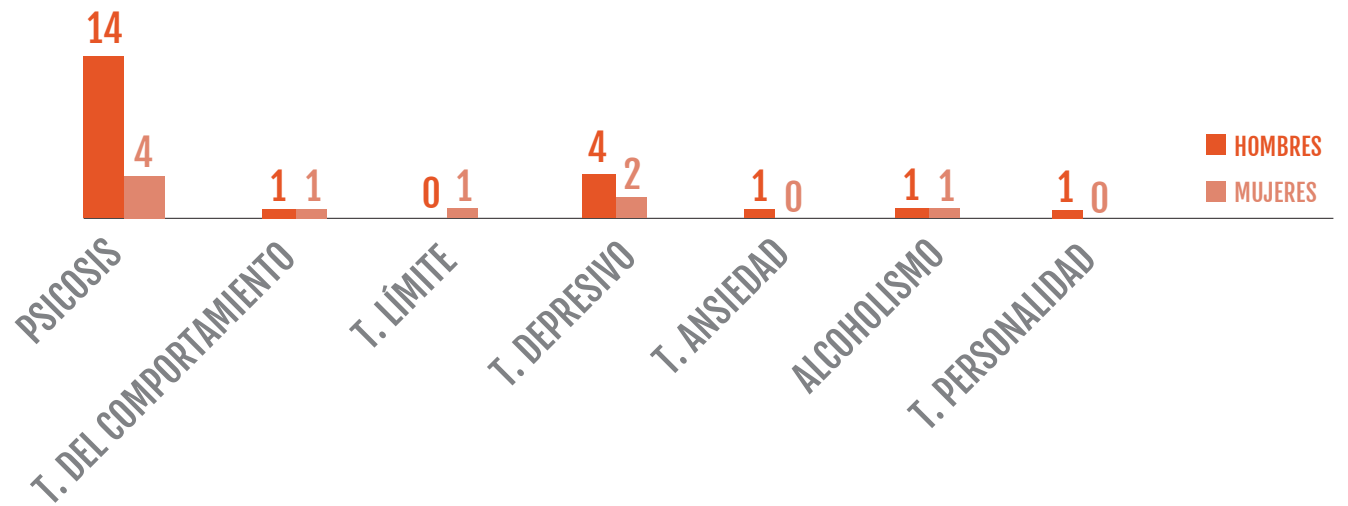 14
4
1 1
0 1
4
2
1 0
1 1
1 0
HOMBRES
MUJERES
PSICOSIS
T. DEL COMPORTAMIENTO
T. LÍMITE
T. DEPRESIVO
T. ANSIEDAD
ALCOHOLISMO
T. PERSONALIDAD